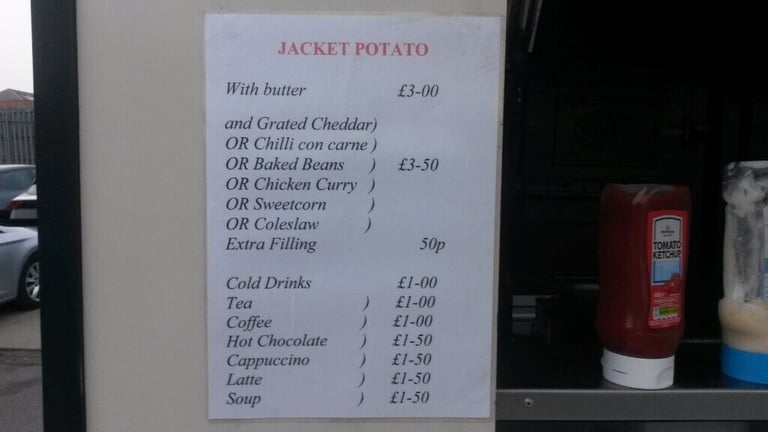 JACKET POTATO
With butter £3-00
and Grated Cheddar)
OR Chilli con carne )
OR Baked Beans ) £3-50
OR Chicken Curry )
OR Sweetcorn )
OR Coleslaw )
Extra Filling 50p
Cold Drinks £1-00
Tea ) £1-00
Coffee ) £1-00
Hot Chocolate ) £1-50
Cappuccino ) £1-50
Latte ) £1-50
Soup ) £1-50
TOMATO
KETCHUP